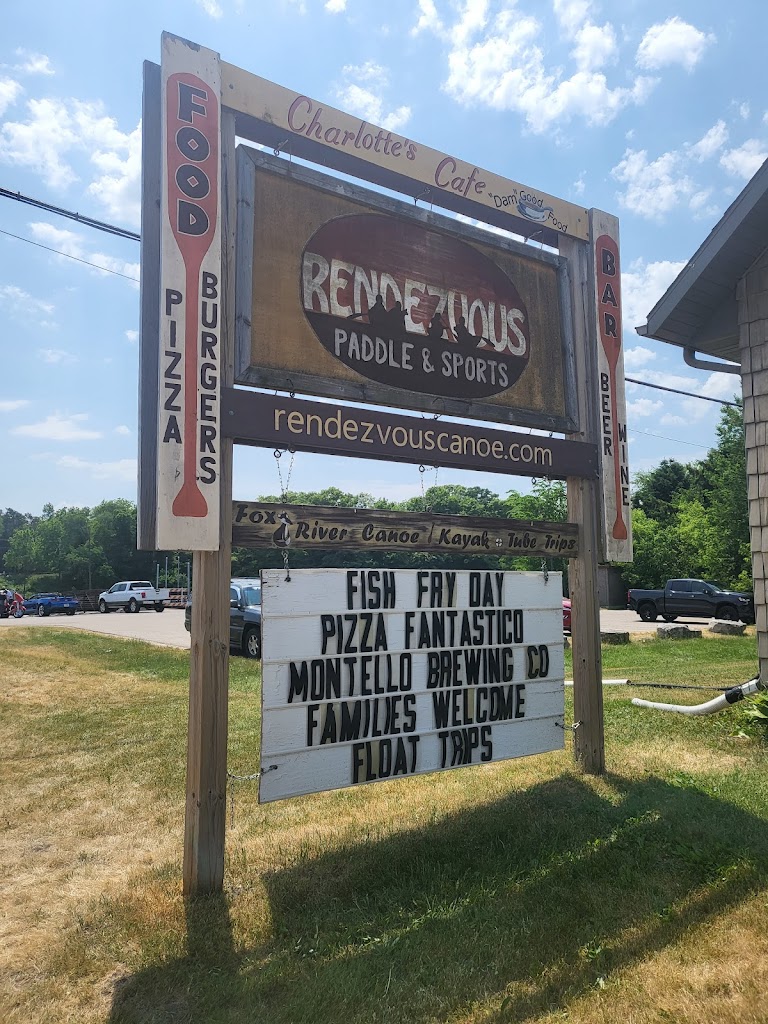 Charlotte's Cafe
"Dam" Good Food
FOOD
PIZZA
BURGERS
RENDEZVOUS
PADDLE & SPORTS
BAR
BEER
WINE
rendezvouscanoe.com
Fox River Canoe / Kayak + Tube Trips
FISH FRY DAY
PIZZA FANTASTICO
MONTELLO BREWING CO
FAMILIES WELCOME
FLOAT TRIPS